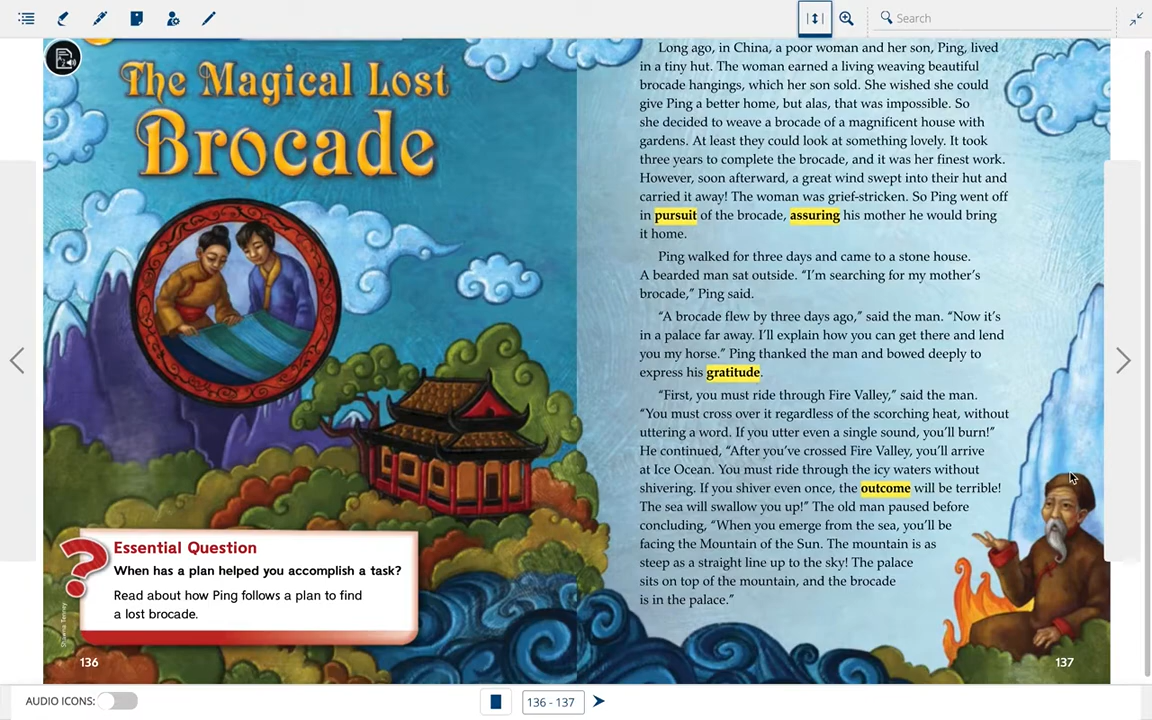 Search
The Magical Lost
Brocade
Essential Question
When has a plan helped you accomplish a task?
Read about how Ping follows a plan to find
a lost brocade.
Shawna Tenney
136
Long ago, in China, a poor woman and her son, Ping, lived
in a tiny hut. The woman earned a living weaving beautiful
brocade hangings, which her son sold. She wished she could
give Ping a better home, but alas, that was impossible. So
she decided to weave a brocade of a magnificent house with
gardens. At least they could look at something lovely. It took
three years to complete the brocade, and it was her finest work.
However, soon afterward, a great wind swept into their hut and
carried it away! The woman was grief-stricken. So Ping went off
in pursuit of the brocade, assuring his mother he would bring
it home.
Ping walked for three days and came to a stone house.
A bearded man sat outside. “I’m searching for my mother’s
brocade,” Ping said.
“A brocade flew by three days ago,” said the man. “Now it’s
in a palace far away. I’ll explain how you can get there and lend
you my horse.” Ping thanked the man and bowed deeply to
express his gratitude.
“First, you must ride through Fire Valley,” said the man.
“You must cross over it regardless of the scorching heat, without
uttering a word. If you utter even a single sound, you’ll burn!”
He continued, “After you’ve crossed Fire Valley, you’ll arrive
at Ice Ocean. You must ride through the icy waters without
shivering. If you shiver even once, the outcome will be terrible!
The sea will swallow you up!” The old man paused before
concluding, “When you emerge from the sea, you’ll be
facing the Mountain of the Sun. The mountain is as
steep as a straight line up to the sky! The palace
sits on top of the mountain, and the brocade
is in the palace.”
137
AUDIO ICONS:
136 - 137